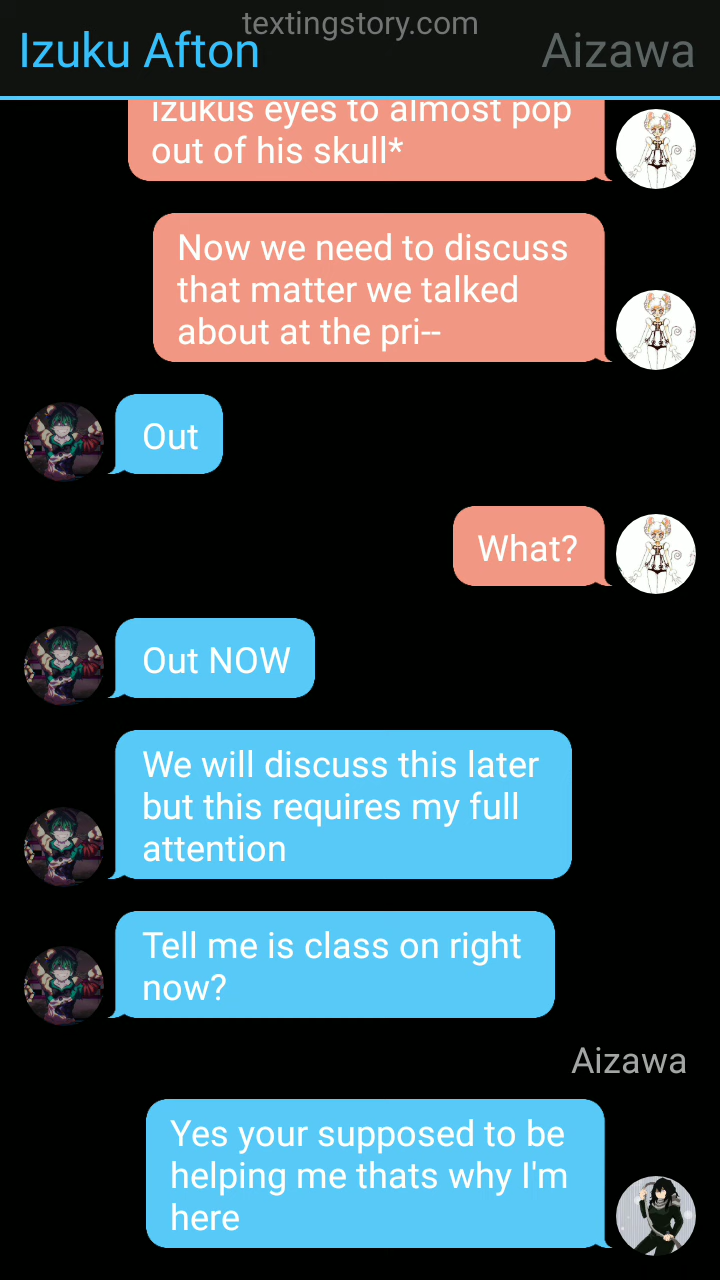 textingstory.com
Izuku Afton
Aizawa
Izukus eyes to almost pop
out of his skull*
Now we need to discuss
that matter we talked
about at the pri--
Out
What?
Out NOW
We will discuss this later
but this requires my full
attention
Tell me is class on right
now?
Aizawa
Yes your supposed to be
helping me thats why I'm
here